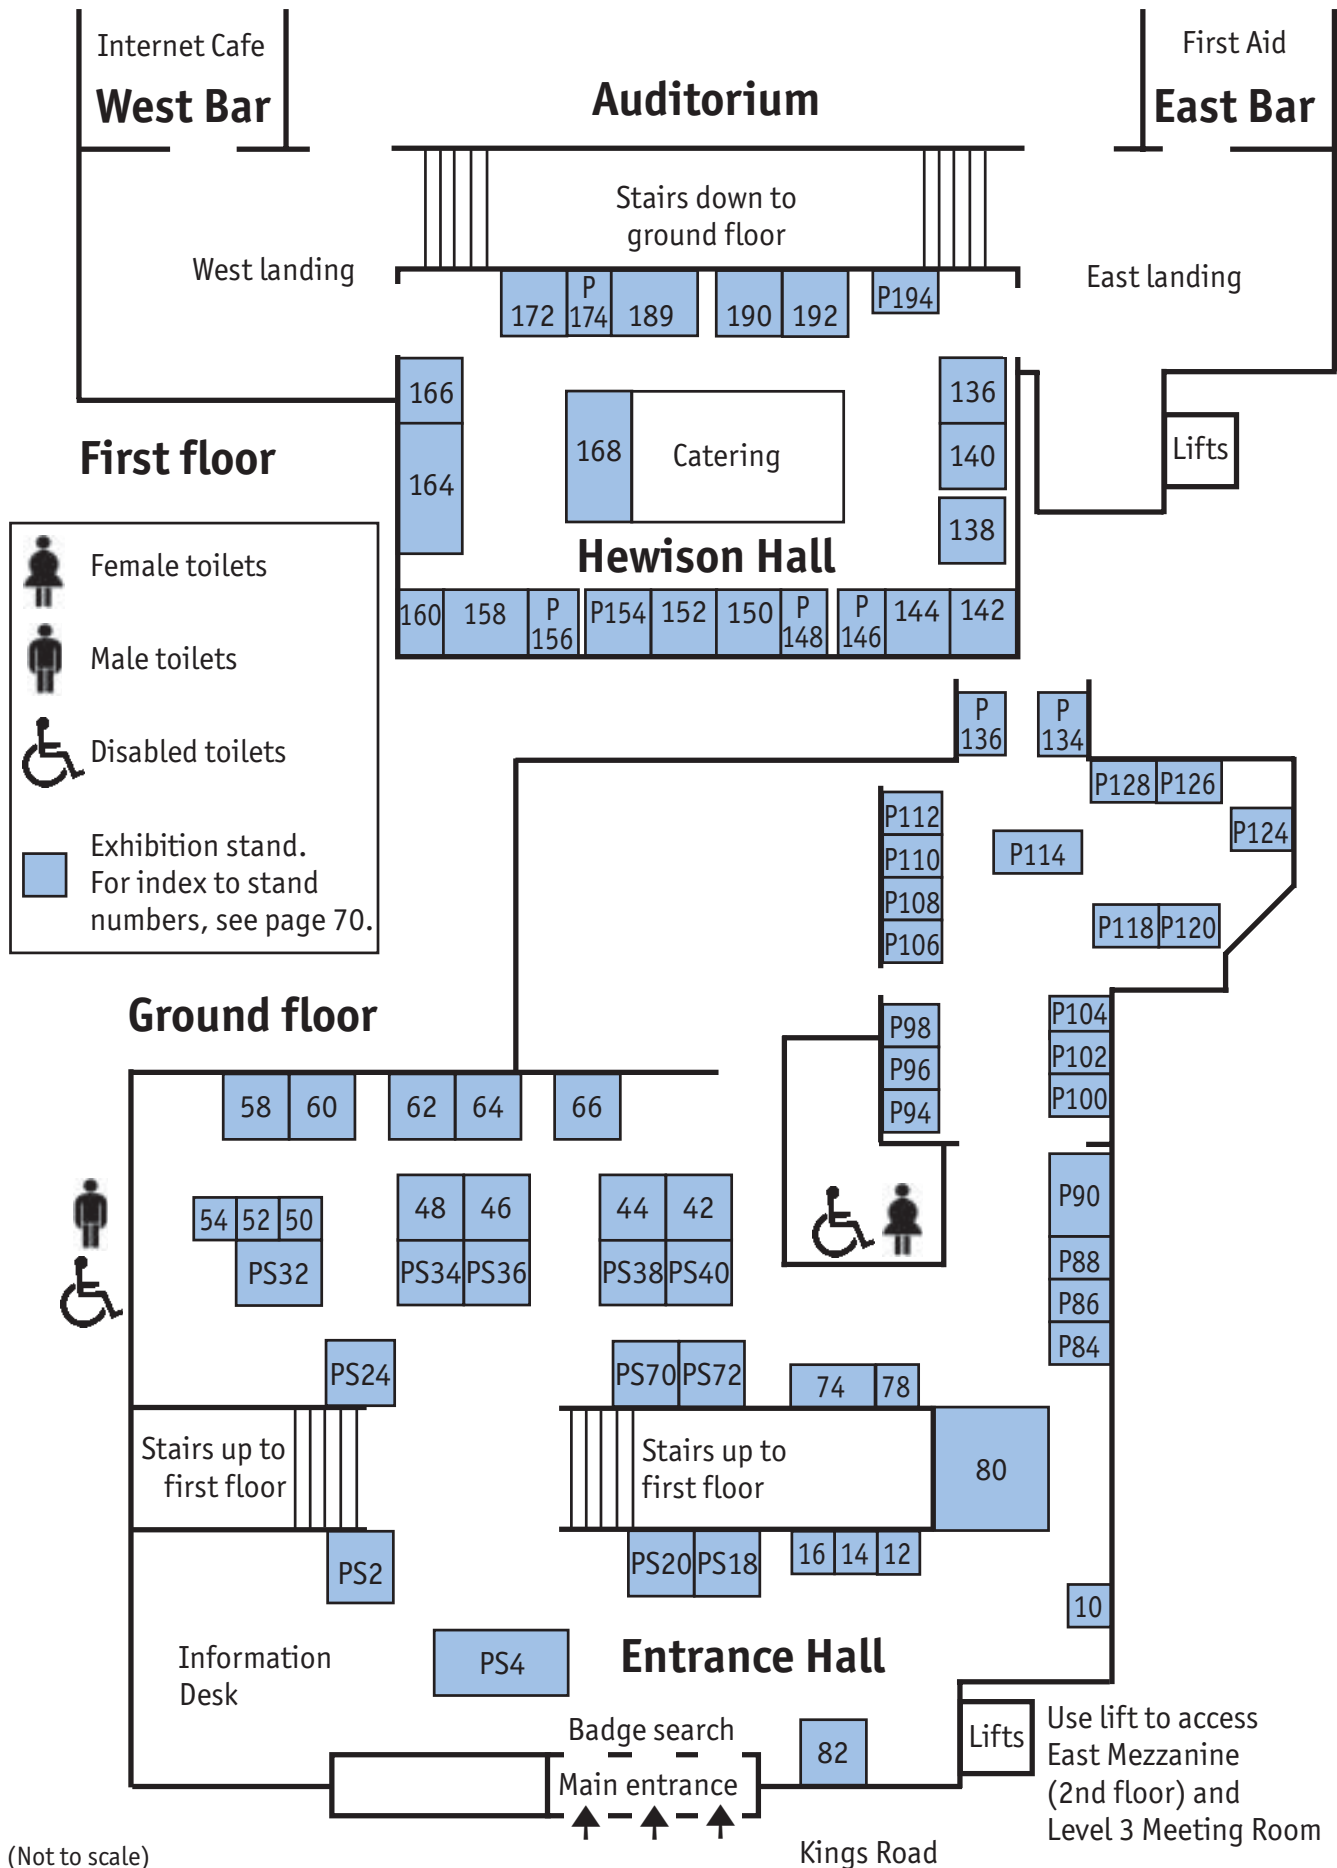 Internet Cafe
West Bar
Auditorium
First Aid
East Bar
Stairs down to
ground floor
West landing
East landing
172
P
174
189
190
192
P194
166
164
168
Catering
136
140
138
First floor
Lifts
Hewison Hall
160
158
P
156
P154
152
150
P
148
P
146
144
142
Female toilets
Male toilets
Disabled toilets
Exhibition stand.
For index to stand
numbers, see page 70.
P
136
P
134
P128
P126
P124
P112
P110
P108
P106
P114
P118
P120
Ground floor
P98
P96
P94
P104
P102
P100
58
60
62
64
66
54
52
50
PS32
48
46
PS34
PS36
44
42
PS38
PS40
P90
P88
P86
P84
PS24
PS70
PS72
74
78
Stairs up to
first floor
Stairs up to
first floor
80
PS2
PS20
PS18
16
14
12
10
Information
Desk
PS4
Entrance Hall
Badge search
Main entrance
82
Lifts
Use lift to access
East Mezzanine
(2nd floor) and
Level 3 Meeting Room
Kings Road
(Not to scale)